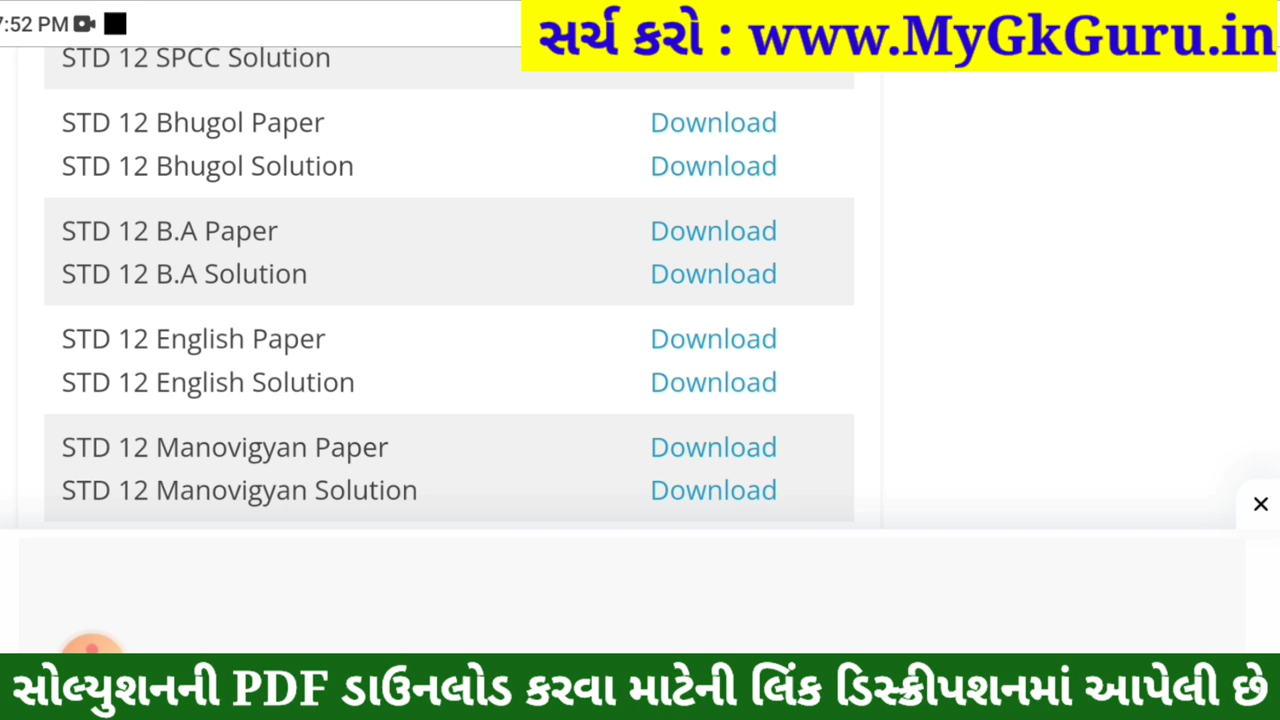 7:52 PM
સર્ચ કરો : www.MyGkGuru.in
STD 12 SPCC Solution
STD 12 Bhugol Paper Download
STD 12 Bhugol Solution Download
STD 12 B.A Paper Download
STD 12 B.A Solution Download
STD 12 English Paper Download
STD 12 English Solution Download
STD 12 Manovigyan Paper Download
STD 12 Manovigyan Solution Download
સોલ્યુશનની PDF ડાઉનલોડ કરવા માટેની લિંક ડિસ્ક્રીપશનમાં આપેલી છે